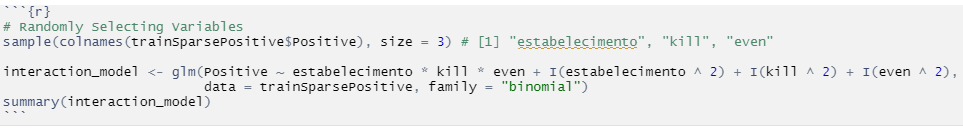 ```{r}
# Randomly Selecting Variables
sample(colnames(trainSparsePositive$Positive), size = 3) # [1] "estabelecimento", "kill", "even"
interaction_model <- glm(Positive ~ estabelecimento * kill * even + I(estabelecimento ^ 2) + I(kill ^ 2) + I(even ^ 2),
data = trainSparsePositive, family = "binomial")
summary(interaction_model)
```